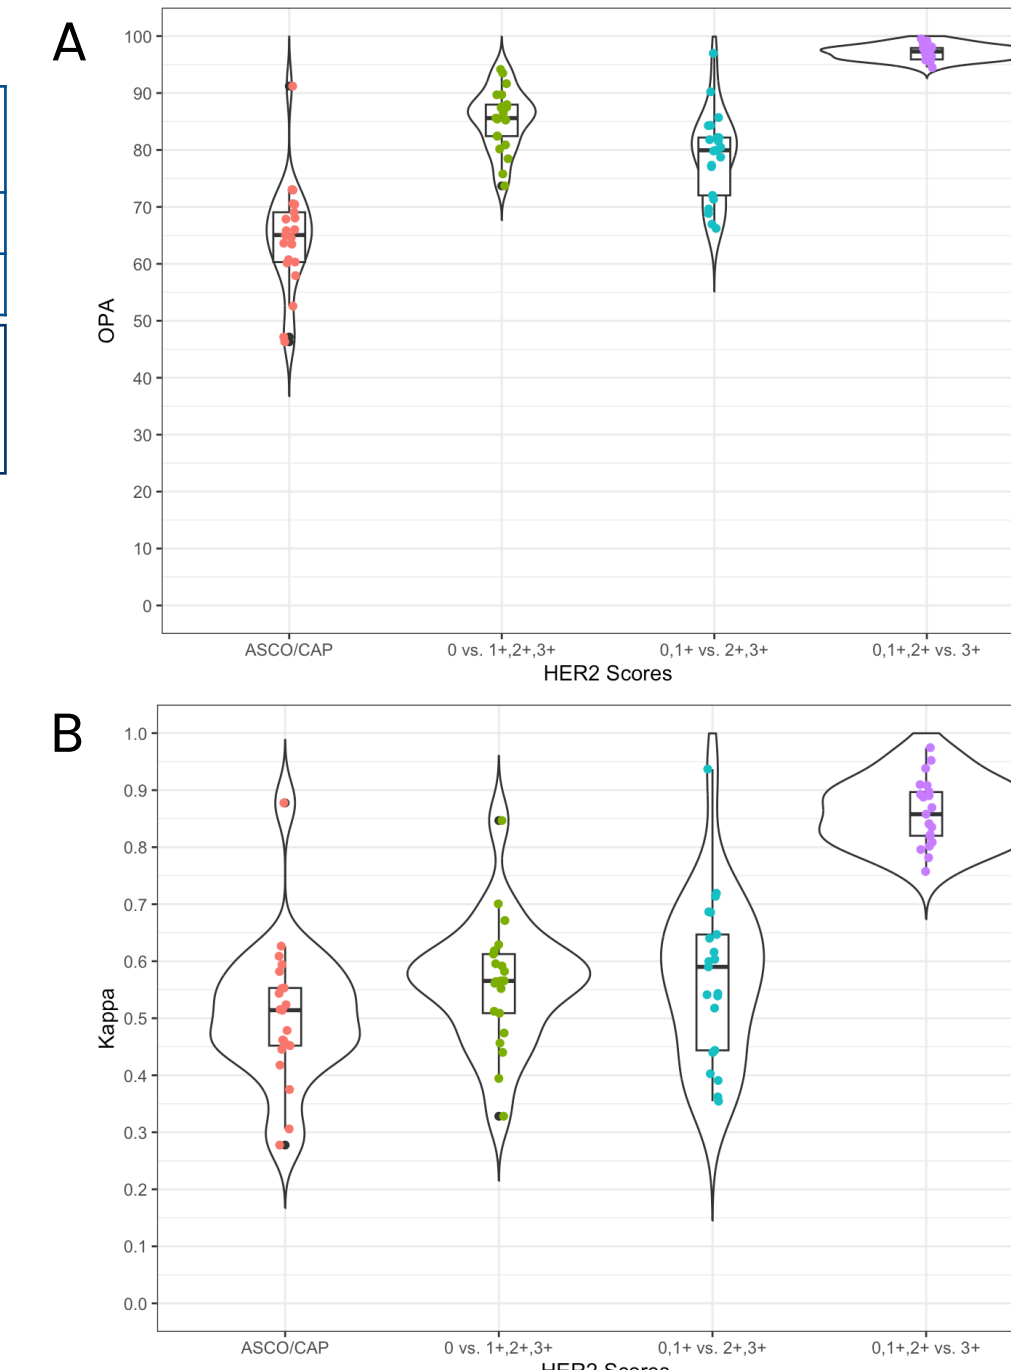 A
100
90
80
70
60
50
40
30
20
10
0
OPA
ASCO/CAP 0 vs. 1+,2+,3+ 0,1+ vs. 2+,3+ 0,1+,2+ vs. 3+
HER2 Scores
B
1.0
0.9
0.8
0.7
0.6
0.5
0.4
0.3
0.2
0.1
0.0
Kappa
ASCO/CAP 0 vs. 1+,2+,3+ 0,1+ vs. 2+,3+ 0,1+,2+ vs. 3+
HER2 Scores